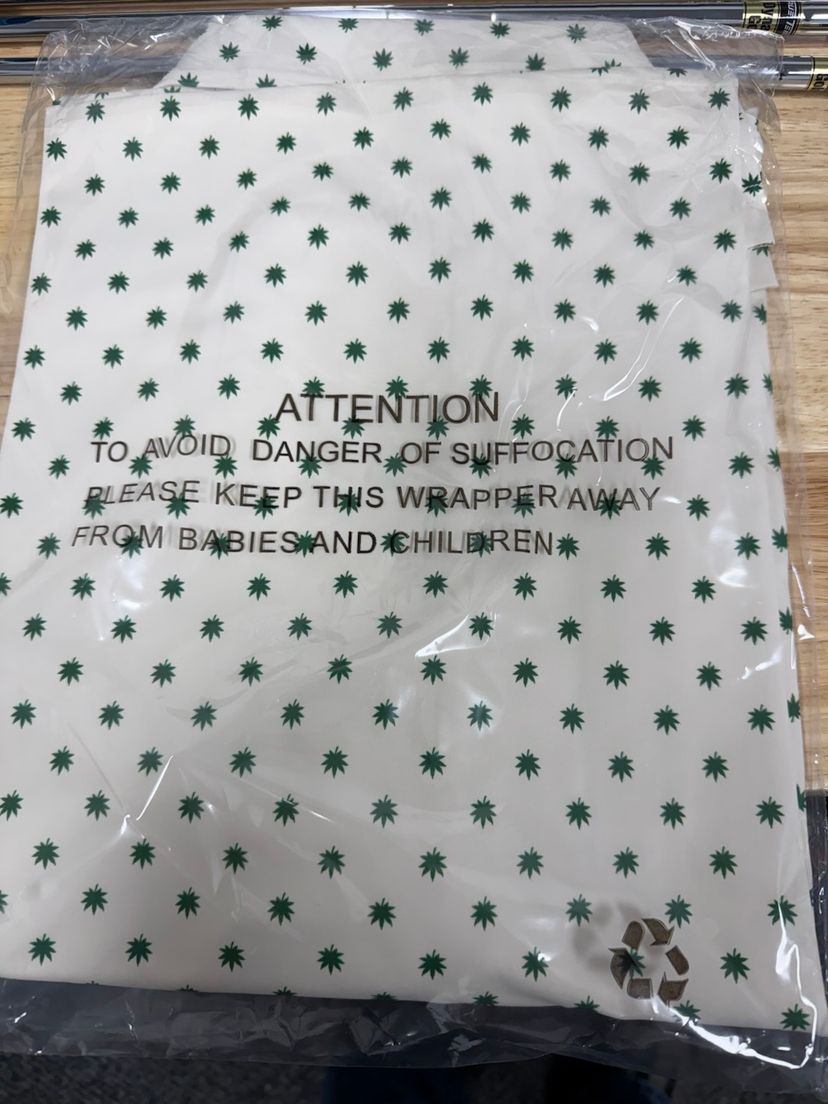 ATTENTION
TO AVOID DANGER OF SUFFOCATION
PLEASE KEEP THIS WRAPPER AWAY
FROM BABIES AND CHILDREN